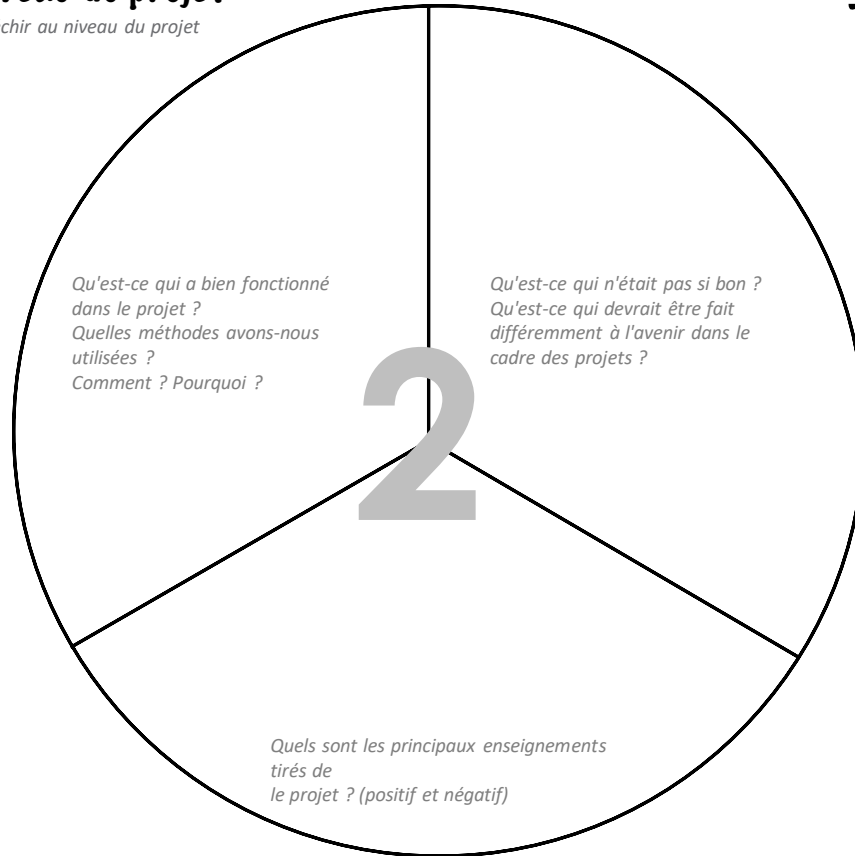 chir au niveau du projet
Qu'est-ce qui a bien fonctionné
dans le projet ?
Quelles méthodes avons-nous
utilisées ?
Comment ? Pourquoi ?
Qu'est-ce qui n'était pas si bon ?
Qu'est-ce qui devrait être fait
différemment à l'avenir dans le
cadre des projets ?
2
Quels sont les principaux enseignements
tirés de
le projet ? (positif et négatif)